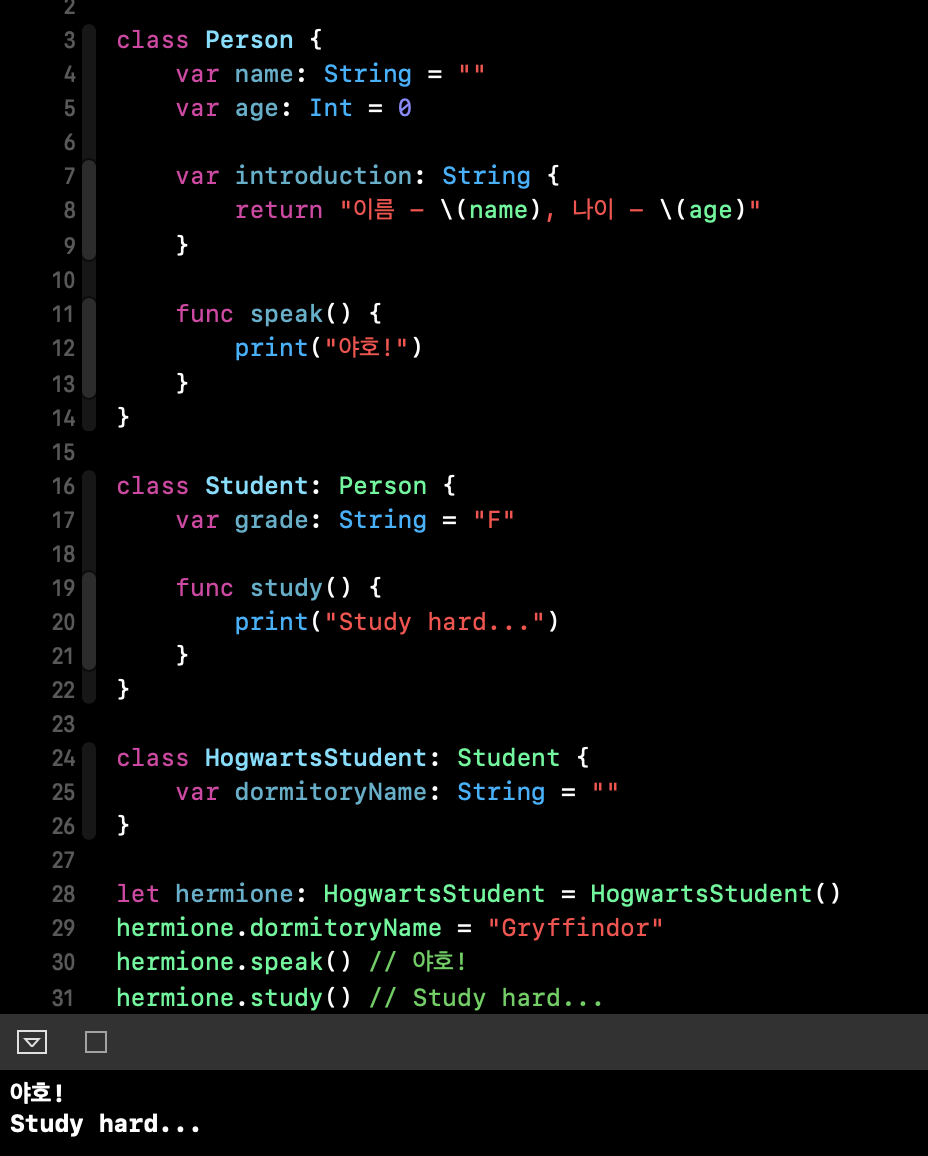 2
3 class Person {
4     var name: String = ""
5     var age: Int = 0
6
7     var introduction: String {
8         return "이름 - \(name), 나이 - \(age)"
9     }
10
11     func speak() {
12         print("야호!")
13     }
14 }
15
16 class Student: Person {
17     var grade: String = "F"
18
19     func study() {
20         print("Study hard...")
21     }
22 }
23
24 class HogwartsStudent: Student {
25     var dormitoryName: String = ""
26 }
27
28 let hermione: HogwartsStudent = HogwartsStudent()
29 hermione.dormitoryName = "Gryffindor"
30 hermione.speak() // 야호!
31 hermione.study() // Study hard...
야호!
Study hard...